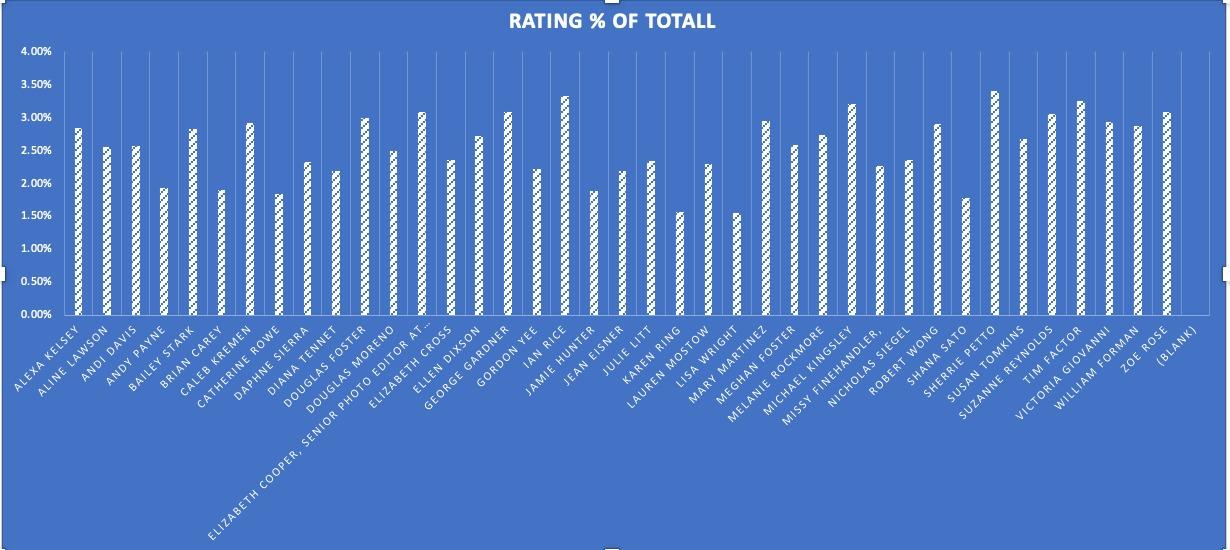 RATING % OF TOTALL
4.00%
3.50%
3.00%
2.50%
2.00%
1.50%
1.00%
0.50%
0.00%
ALEXA KELSEY
ALINE LAWSON
ANDI DAVIS
ANDY PAYNE
BAILEY STARK
BRIAN CAREY
CALEB KREMEN
CATHERINE ROWE
DAPHNE SIERRA
DIANA TENNET
DOUGLAS FOSTER
DOUGLAS MORENO
ELIZABETH COOPER, SENIOR PHOTO EDITOR AT...
ELIZABETH CROSS
ELLEN DIXSON
GEORGE GEARDNER
GORDON YEE
IAN RICE
JAMIE HUNTER
JEAN EISNER
JULIE LITT
KAREN RING
LAUREN MOSTOW
LISA WRIGHT
MARY MARTINEZ
MEGHAN FOSTER
MELANIE ROCKMORE
MICHAEL KINGSLEY
MISSY FINEHANDLER,
NICHOLAS SIEGEL
ROBERT WONG
SHANA SATO
SHERRIE PETTO
SUSAN TOMKINS
SUZANNE REYNOLDS
TIM FACTOR
VICTORIA GIOVANNI
WILLIAM FORMAN
ZOE ROSE
(BLANK)